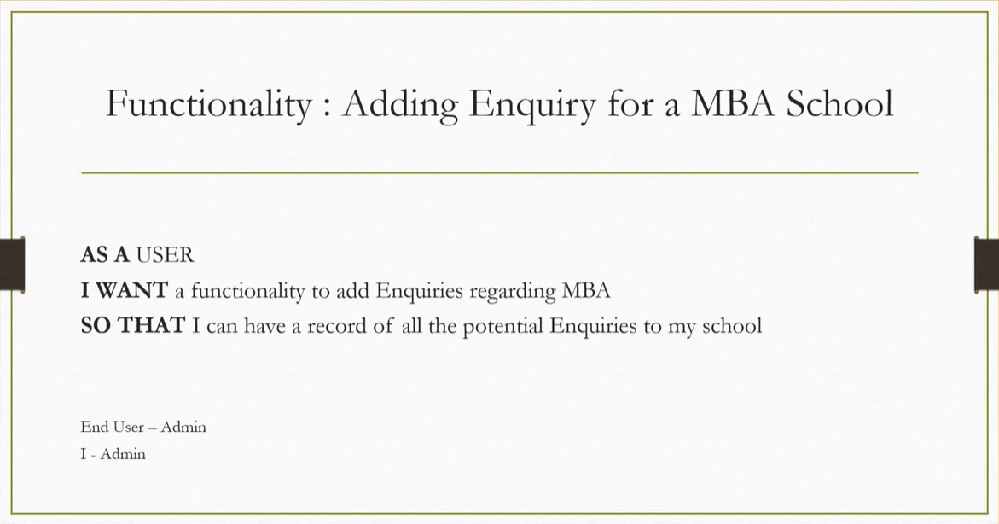 Functionality : Adding Enquiry for a MBA School
AS A USER
I WANT a functionality to add Enquiries regarding MBA
SO THAT I can have a record of all the potential Enquiries to my school
End User – Admin
I - Admin